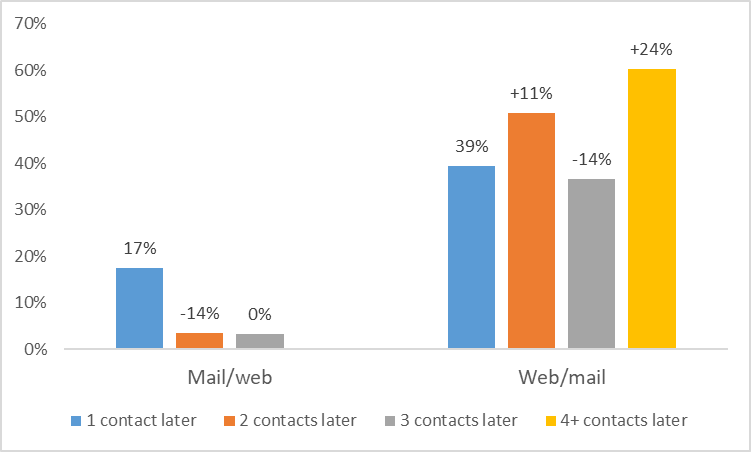 70%
60%
50%
40%
30%
20%
10%
0%
17%
-14%
0%
39%
+11%
-14%
+24%
Mail/web
Web/mail
1 contact later
2 contacts later
3 contacts later
4+ contacts later